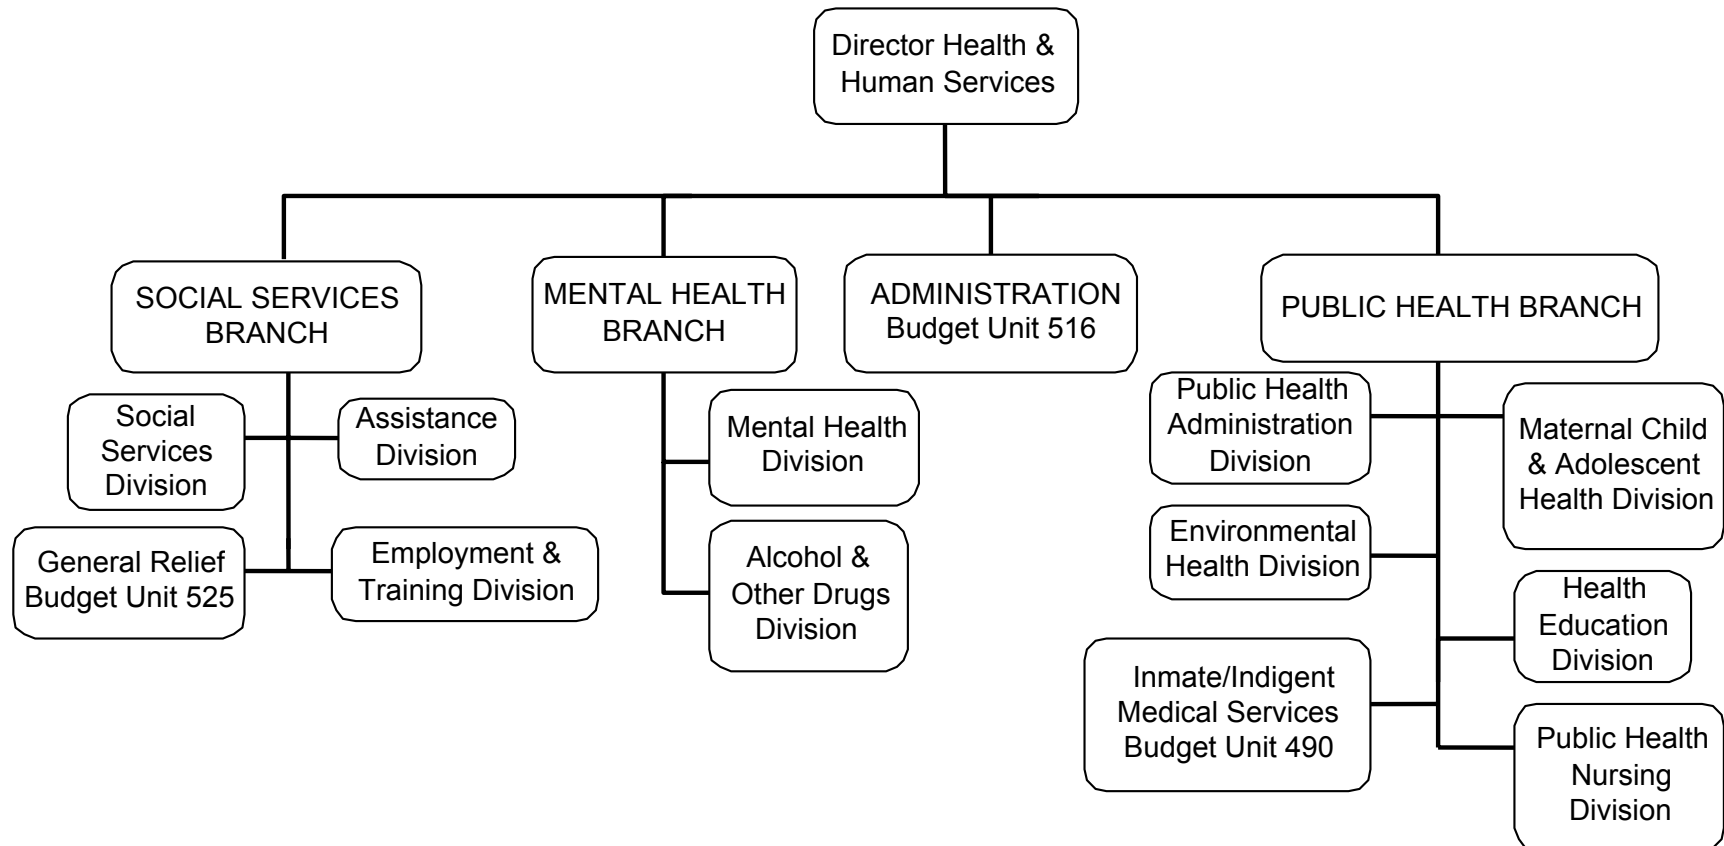 Director Health &
Human Services
SOCIAL SERVICES
BRANCH
MENTAL HEALTH
BRANCH
ADMINISTRATION
Budget Unit 516
PUBLIC HEALTH BRANCH
Social
Services
Division
Assistance
Division
General Relief
Budget Unit 525
Employment &
Training Division
Mental Health
Division
Alcohol &
Other Drugs
Division
Public Health
Administration
Division
Maternal Child
& Adolescent
Health Division
Environmental
Health Division
Health
Education
Division
Inmate/Indigent
Medical Services
Budget Unit 490
Public Health
Nursing
Division